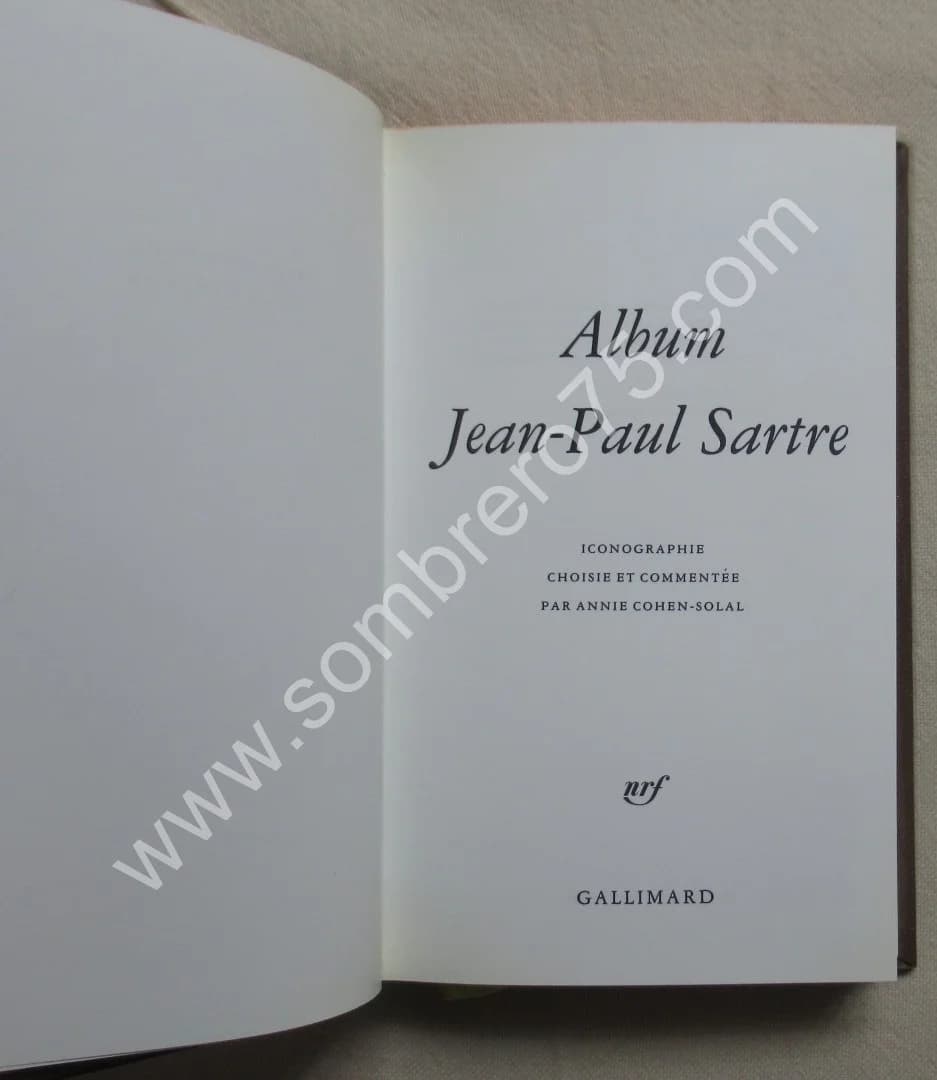 Album
Jean-Paul Sartre
ICONOGRAPHIE
CHOISIE ET COMMENTÉE
PAR ANNIE COHEN-SOLAL
nrf
GALLIMARD
www.sombrero75.com